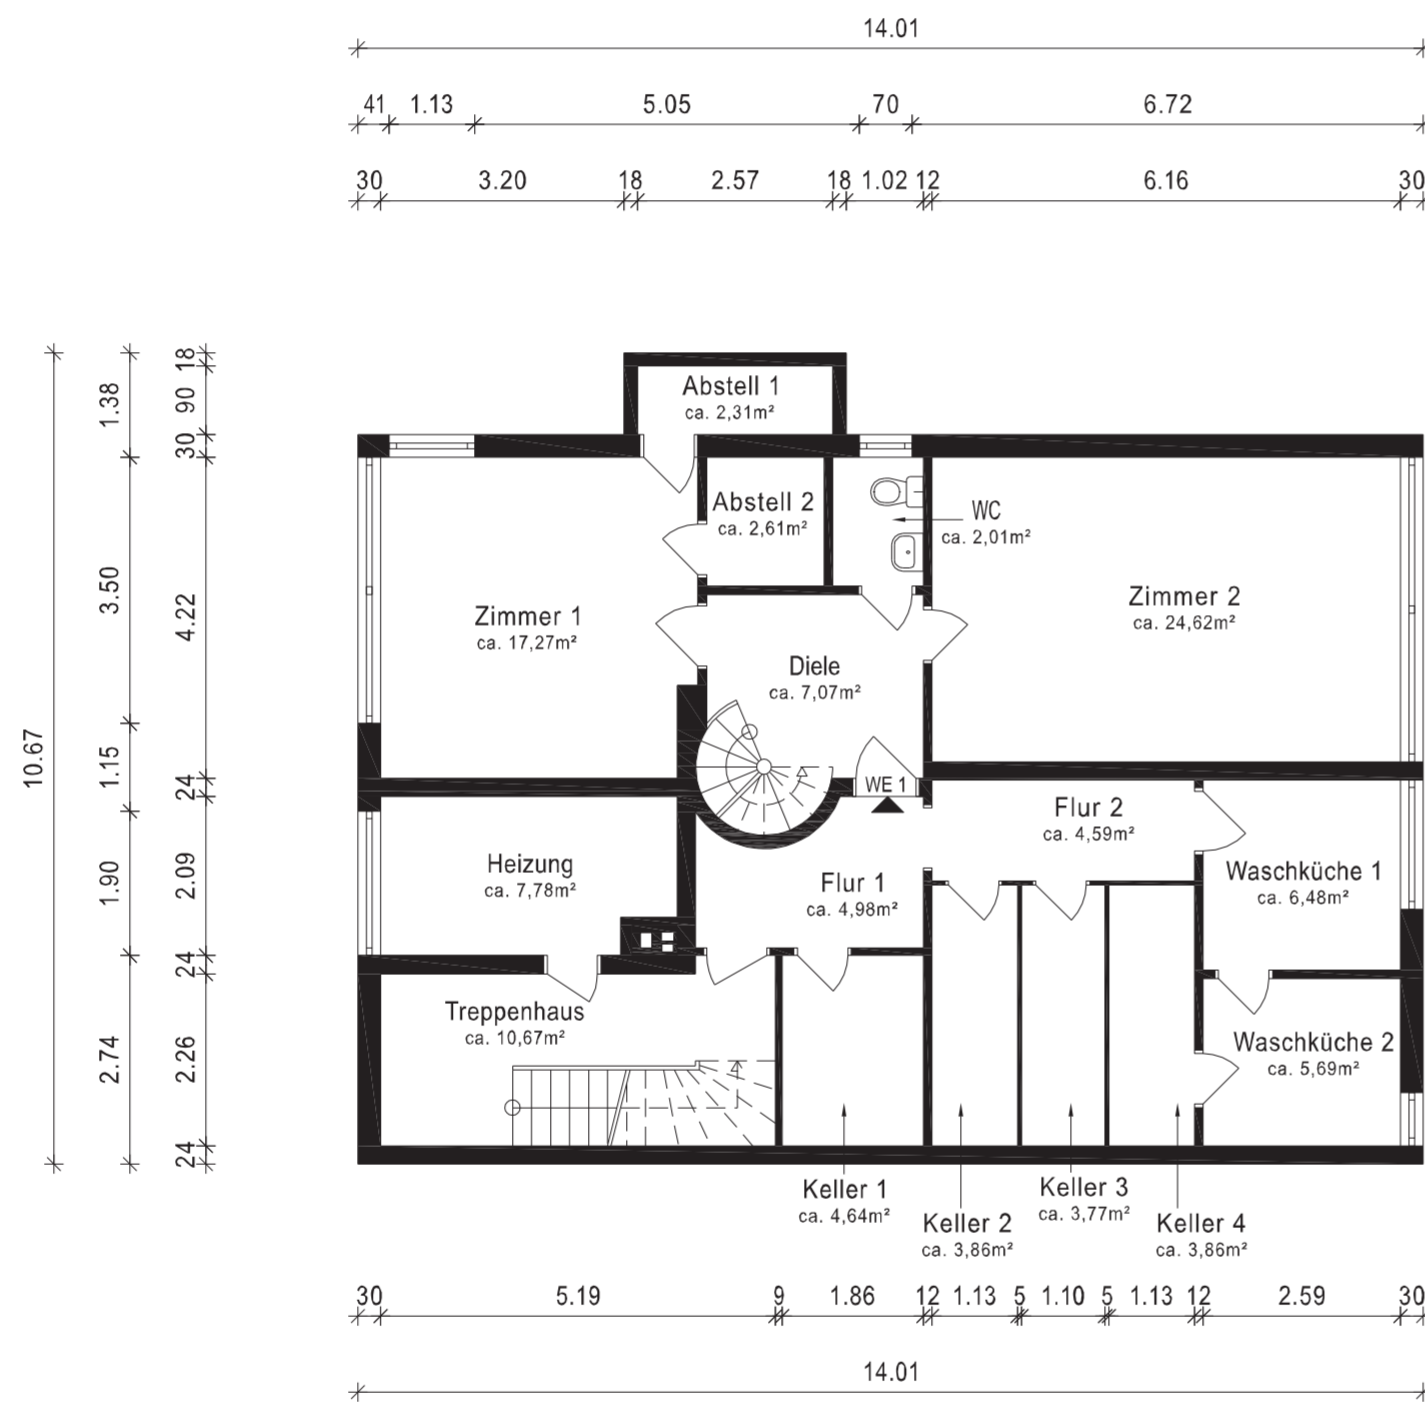 14.01
41 1.13 5.05 70 6.72
30 3.20 18 2.57 18 1.02 12 6.16 30
10.67
1.38 3.50 1.15 1.90 2.74
18 90 30 4.22 24 2.09 24 2.26 24
Abstell 1
ca. 2,31m²
Abstell 2
ca. 2,61m²
WC
ca. 2,01m²
Zimmer 1
ca. 17,27m²
Zimmer 2
ca. 24,62m²
Diele
ca. 7,07m²
WE 1
Flur 2
ca. 4,59m²
Heizung
ca. 7,78m²
Flur 1
ca. 4,98m²
Waschküche 1
ca. 6,48m²
Treppenhaus
ca. 10,67m²
Waschküche 2
ca. 5,69m²
Keller 1
ca. 4,64m²
Keller 2
ca. 3,86m²
Keller 3
ca. 3,77m²
Keller 4
ca. 3,86m²
30 5.19 9 1.86 12 1.13 5 1.10 5 1.13 12 2.59 30
14.01